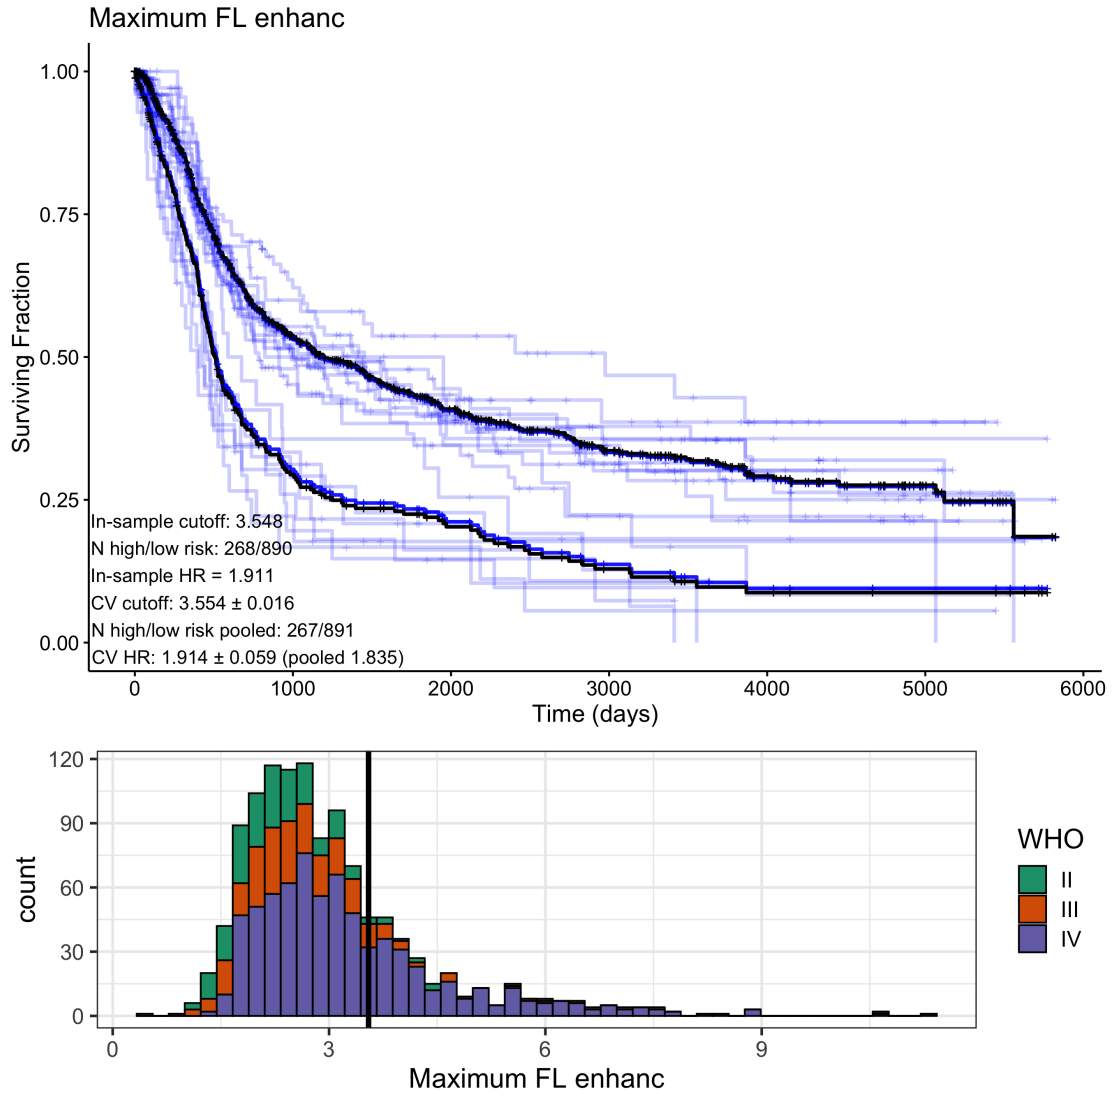 Maximum FL enhanc
1.00
0.75
0.50
0.25
0.00
Surviving Fraction
In-sample cutoff: 3.548
N high/low risk: 268/890
In-sample HR = 1.911
CV cutoff: 3.554 ± 0.016
N high/low risk pooled: 267/891
CV HR: 1.914 ± 0.059 (pooled 1.835)
0 1000 2000 3000 4000 5000 6000
Time (days)
120
90
60
30
0
count
0 3 6 9
Maximum FL enhanc
WHO
II
III
IV